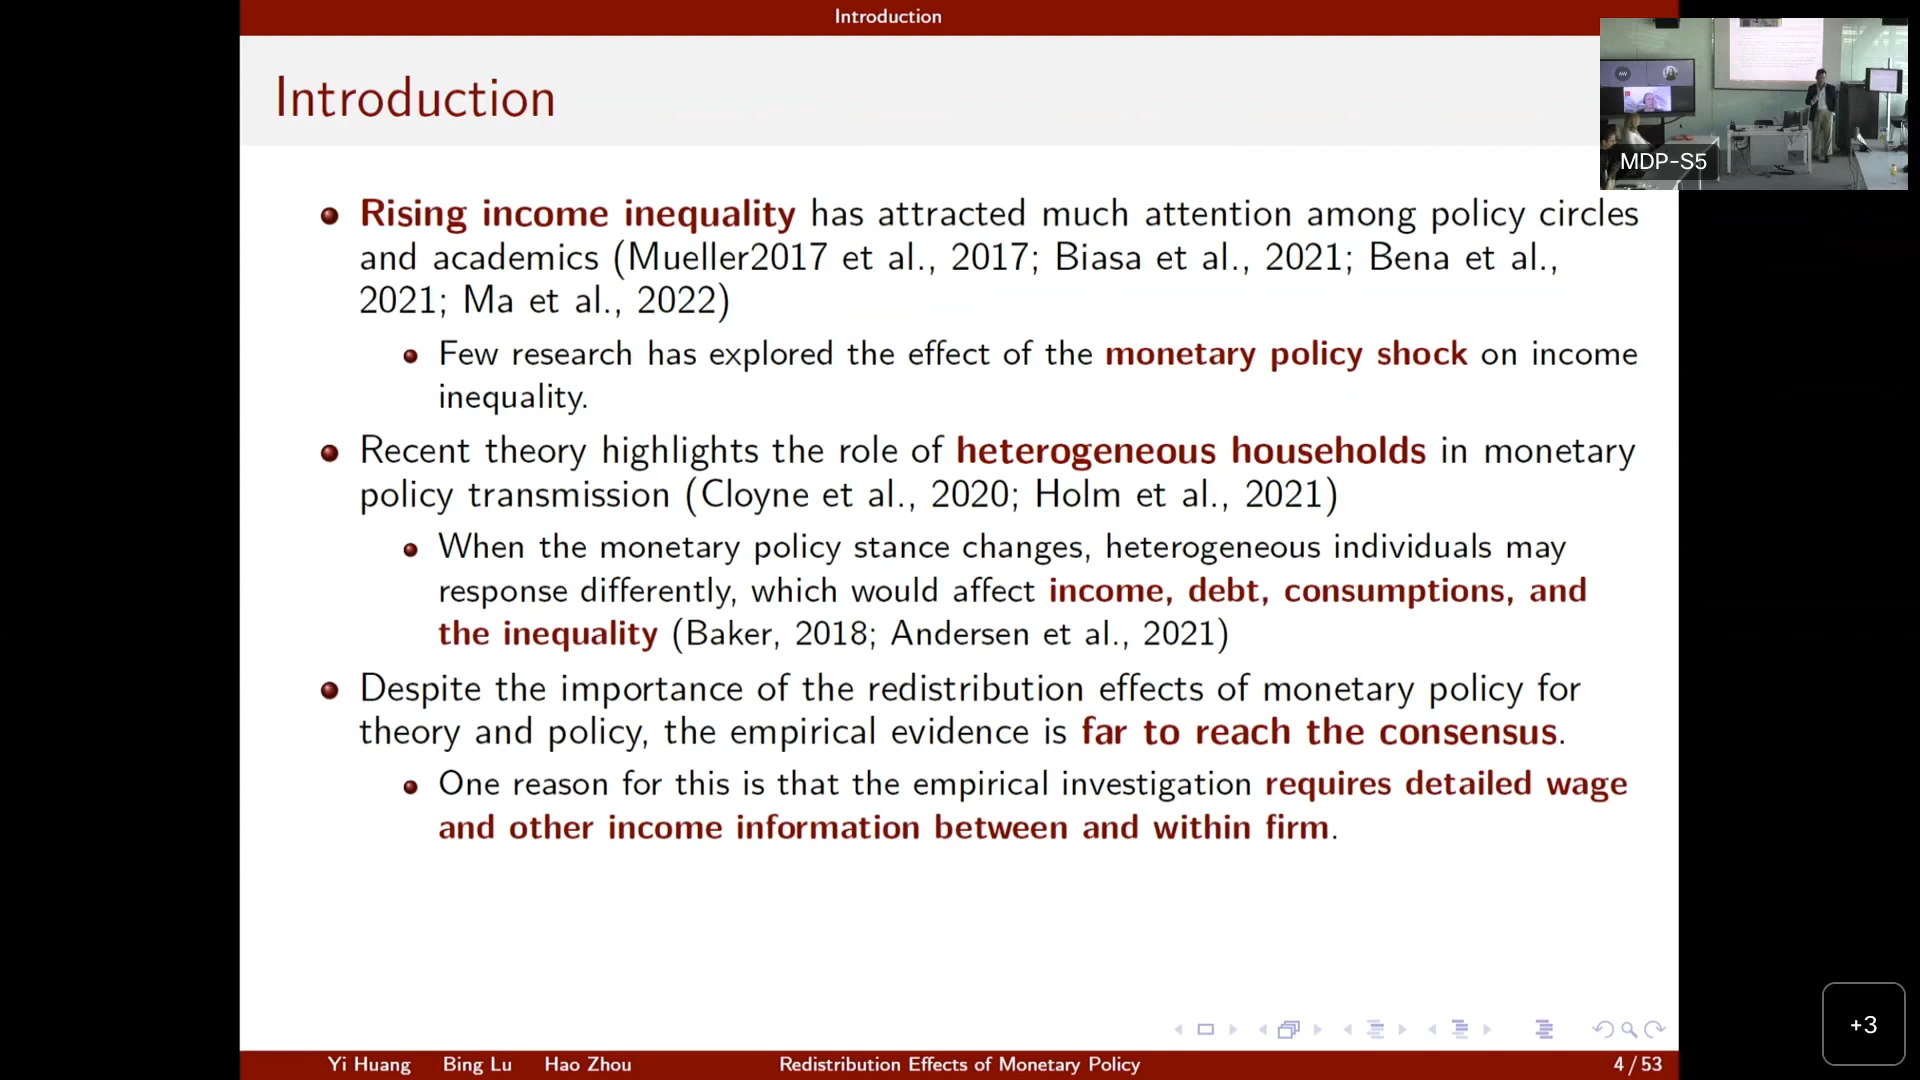 Introduction
Introduction
MDP-S5
Rising income inequality has attracted much attention among policy circles
and academics (Mueller2017 et al., 2017; Biasa et al., 2021; Bena et al.,
2021; Ma et al., 2022)
Few research has explored the effect of the monetary policy shock on income
inequality.
Recent theory highlights the role of heterogeneous households in monetary
policy transmission (Cloyne et al., 2020; Holm et al., 2021)
When the monetary policy stance changes, heterogeneous individuals may
response differently, which would affect income, debt, consumptions, and
the inequality (Baker, 2018; Andersen et al., 2021)
Despite the importance of the redistribution effects of monetary policy for
theory and policy, the empirical evidence is far to reach the consensus.
One reason for this is that the empirical investigation requires detailed wage
and other income information between and within firm.
+3
Yi Huang Bing Lu Hao Zhou Redistribution Effects of Monetary Policy 4 / 53